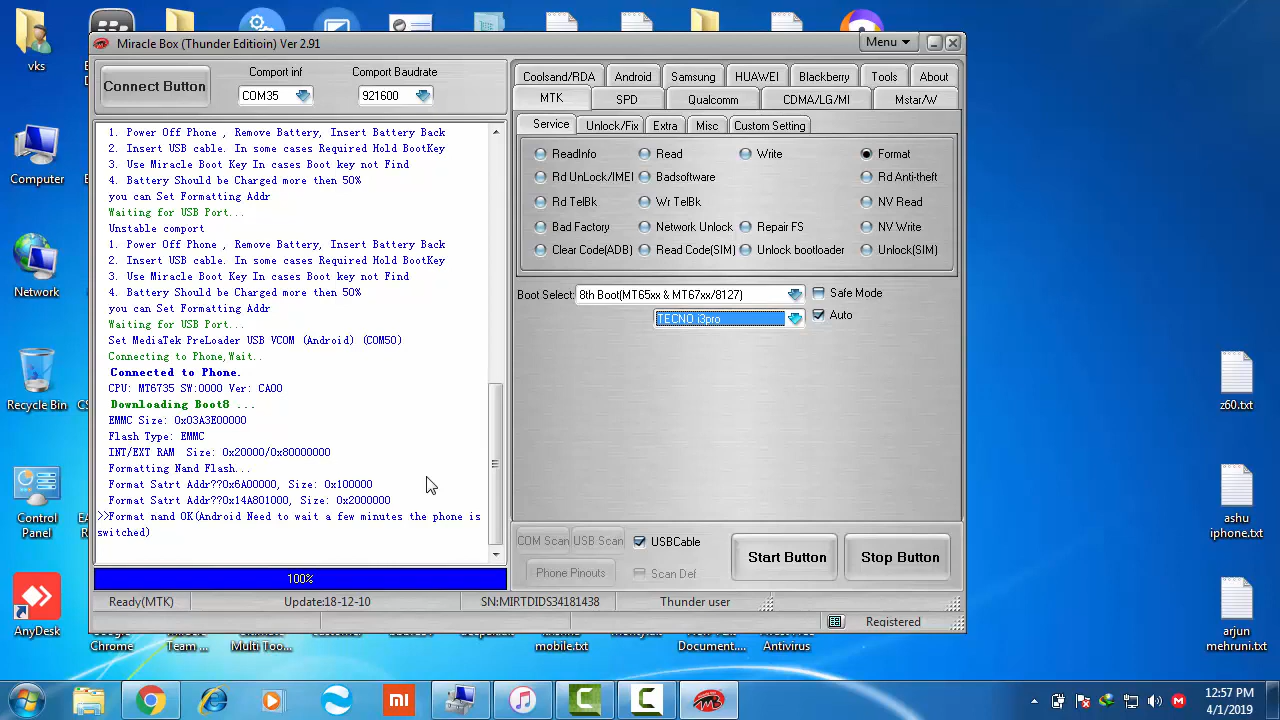 vks
Computer
Network
Recycle Bin
Control
Panel
AnyDesk
Miracle Box (Thunder Editioin) Ver 2.91
Menu
Connect Button
Comport inf
COM35
Comport Baudrate
921600
1. Power Off Phone , Remove Battery, Insert Battery Back
2. Insert USB cable. In some cases Required Hold BootKey
3. Use Miracle Boot Key In cases Boot key not Find
4. Battery Should be Charged more then 50%
you can Set Formatting Addr
Waiting for USB Port...
Unstable comport
1. Power Off Phone , Remove Battery, Insert Battery Back
2. Insert USB cable. In some cases Required Hold BootKey
3. Use Miracle Boot Key In cases Boot key not Find
4. Battery Should be Charged more then 50%
you can Set Formatting Addr
Waiting for USB Port...
Set MediaTek PreLoader USB VCOM (Android) (COM50)
Connecting to Phone,Wait..
Connected to Phone.
CPU: MT6735 SW:0000 Ver: CA00
Downloading Boot8 ...
EMMC Size: 0x03A3E00000
Flash Type: EMMC
INT/EXT RAM Size: 0x20000/0x80000000
Formatting Nand Flash...
Format Satrt Addr??0x6A00000, Size: 0x100000
Format Satrt Addr??0x14A801000, Size: 0x2000000
>>Format nand OK(Android Need to wait a few minutes the phone is
switched)
100%
Coolsand/RDA Android Samsung HUAWEI Blackberry Tools About
MTK SPD Qualcomm CDMA/LG/MI Mstar/W
Service Unlock/Fix Extra Misc Custom Setting
ReadInfo Read Write Format
Rd UnLock/IMEI Badsoftware Rd Anti-theft
Rd TelBk Wr TelBk NV Read
Bad Factory Network Unlock Repair FS NV Write
Clear Code(ADB) Read Code(SIM) Unlock bootloader Unlock(SIM)
Boot Select: 8th Boot(MT65xx & MT67xx/8127) Safe Mode
TECNO i3pro Auto
COM Scan USB Scan USBCable
Phone Pinouts Scan Def
Start Button Stop Button
Ready(MTK) Update:18-12-10 SN:MIRTDIDS34181438 Thunder user
Registered
Chrome
Team ...
Multi Too...
mobile.txt
Document....
Antivirus
z60.txt
ashu
iphone.txt
arjun
mehruni.txt
mi
12:57 PM
4/1/2019